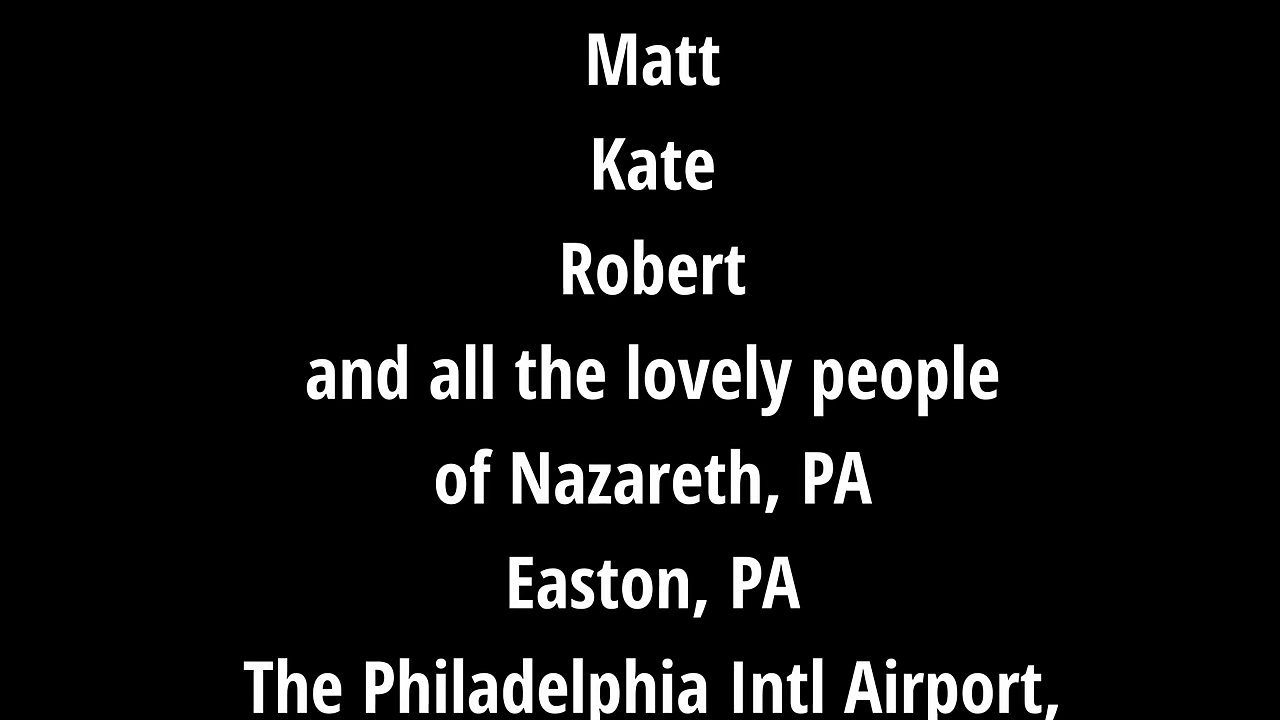 Matt
Kate
Robert
and all the lovely people
of Nazareth, PA
Easton, PA
The Philadelphia Intl Airport,